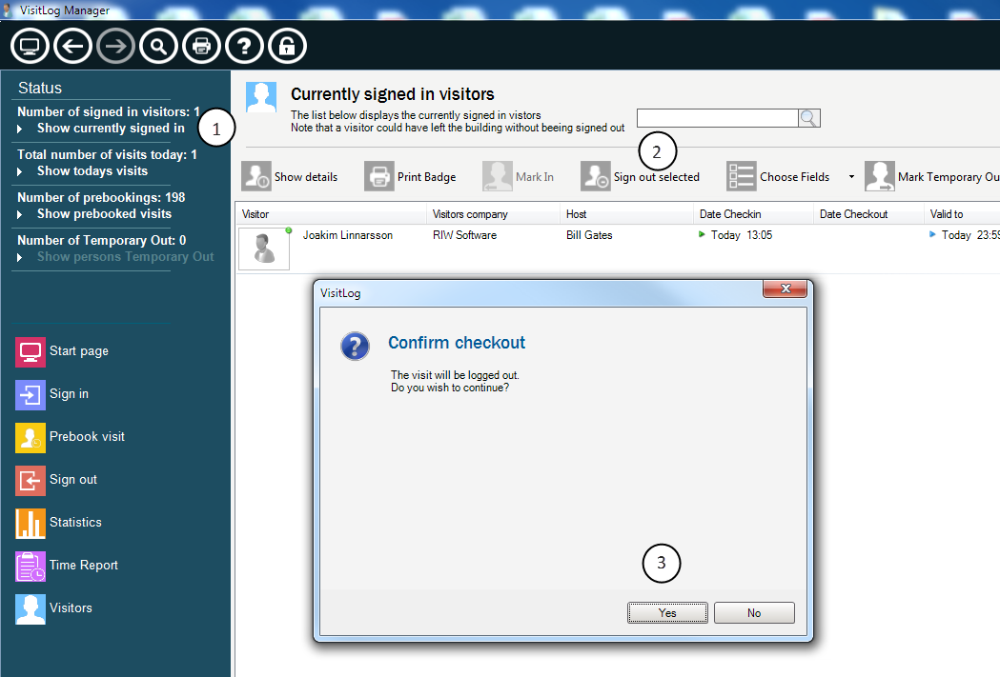 VisitLog Manager
Status
Number of signed in visitors: 1
Show currently signed in
1
Total number of visits today: 1
Show todays visits
Number of prebookings: 198
Show prebooked visits
Number of Temporary Out: 0
Show persons Temporary Out
Start page
Sign in
Prebook visit
Sign out
Statistics
Time Report
Visitors
Currently signed in visitors
The list below displays the currently signed in vistors
Note that a visitor could have left the building without beeing signed out
2
Show details Print Badge Mark In Sign out selected Choose Fields Mark Temporary Ou
Visitor Visitors company Host Date Checkin Date Checkout Valid to
Joakim Linnarsson RIW Software Bill Gates Today 13:05 Today 23:59
VisitLog
Confirm checkout
The visit will be logged out.
Do you wish to continue?
3
Yes No